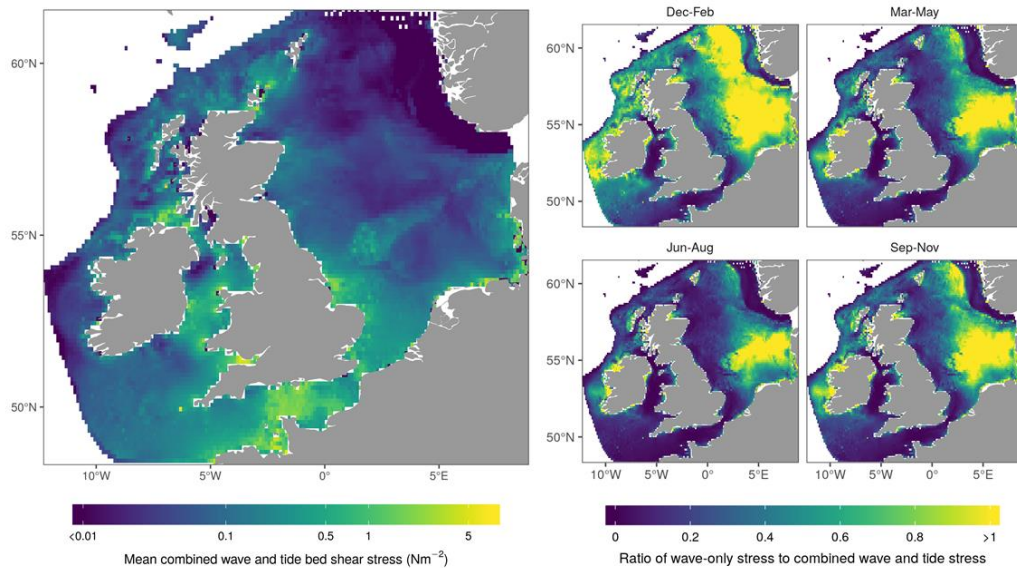 60°N
55°N
50°N
10°W
5°W
0°
5°E
<0.01
0.1
0.5
1
5
Mean combined wave and tide bed shear stress (Nm⁻²)
Dec-Feb
Mar-May
60°N
55°N
50°N
Jun-Aug
Sep-Nov
60°N
55°N
50°N
10°W
5°W
0°
5°E
10°W
5°W
0°
5°E
0
0.2
0.4
0.6
0.8
>1
Ratio of wave-only stress to combined wave and tide stress